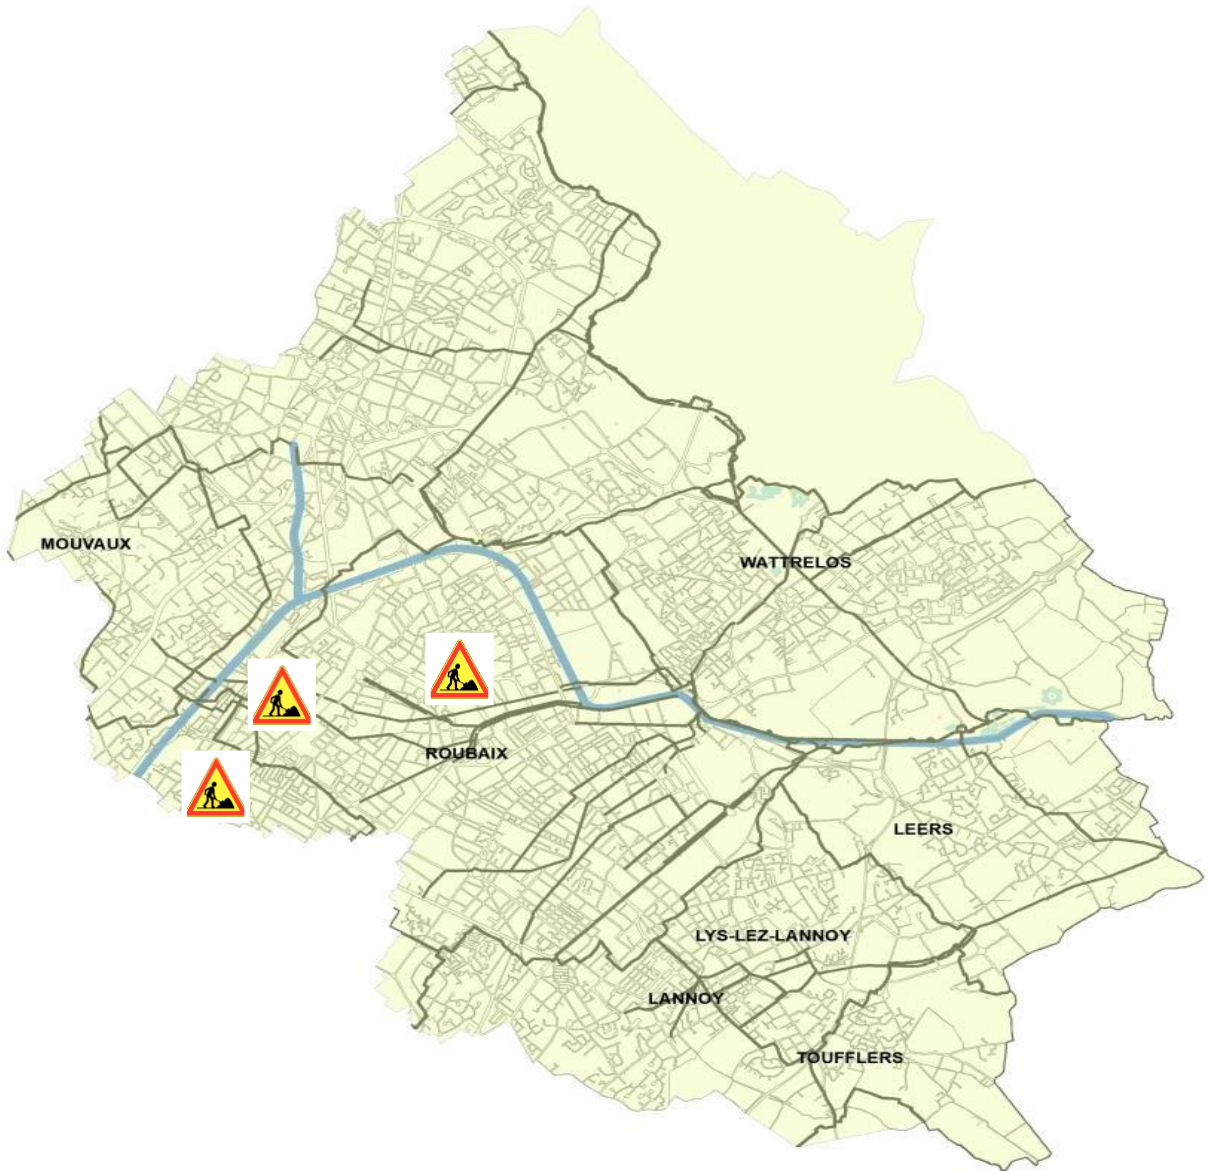 MOUVAUX
WATTRELOS
ROUBAIX
LEERS
LYS-LEZ-LANNOY
LANNOY
TOUFFLERS